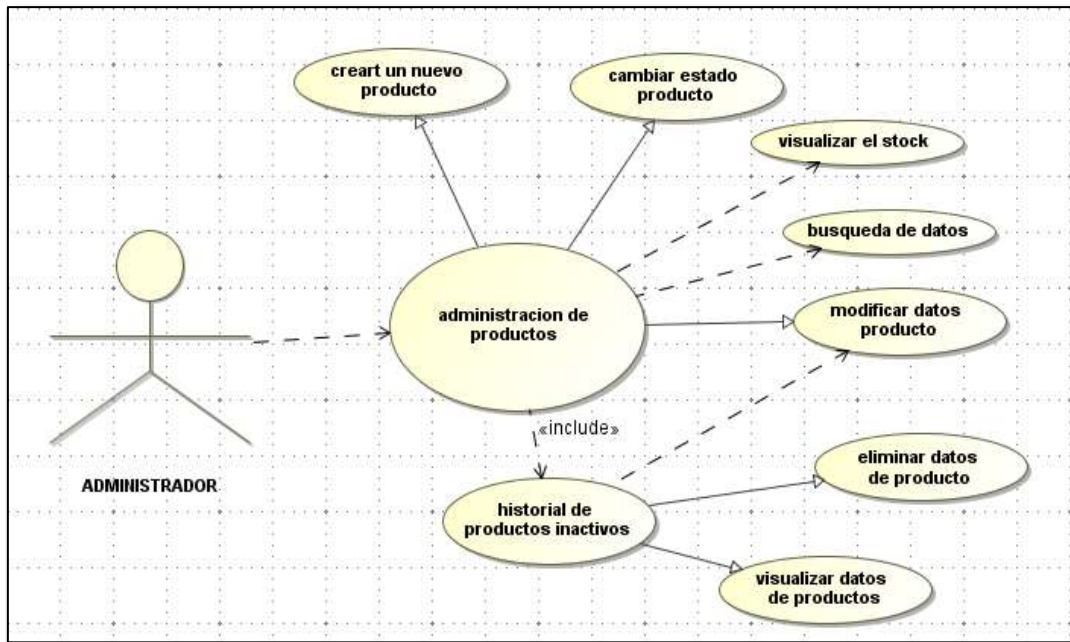 creart un nuevo
producto
cambiar estado
producto
visualizar el stock
busqueda de datos
administracion de
productos
modificar datos
producto
«include»
ADMINISTRADOR
eliminar datos
de producto
historial de
productos inactivos
visualizar datos
de productos